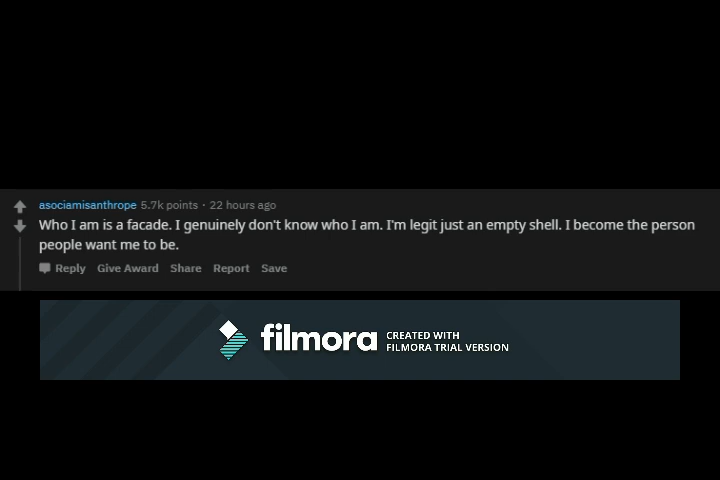 asociamisanthrope 5.7k points · 22 hours ago
Who I am is a facade. I genuinely don't know who I am. I'm legit just an empty shell. I become the person
people want me to be.
Reply Give Award Share Report Save
filmora CREATED WITH
FILMORA TRIAL VERSION